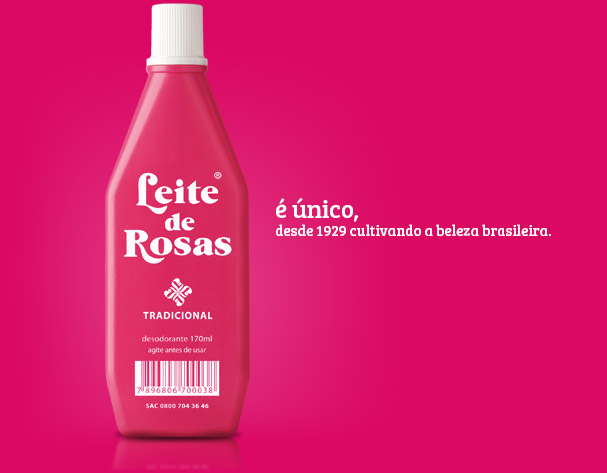 Leite ®
de
Rosas
TRADICIONAL
desodorante 170ml
agite antes de usar
7 896806 700038
SAC 0800 704 36 46
é único,
desde 1929 cultivando a beleza brasileira.